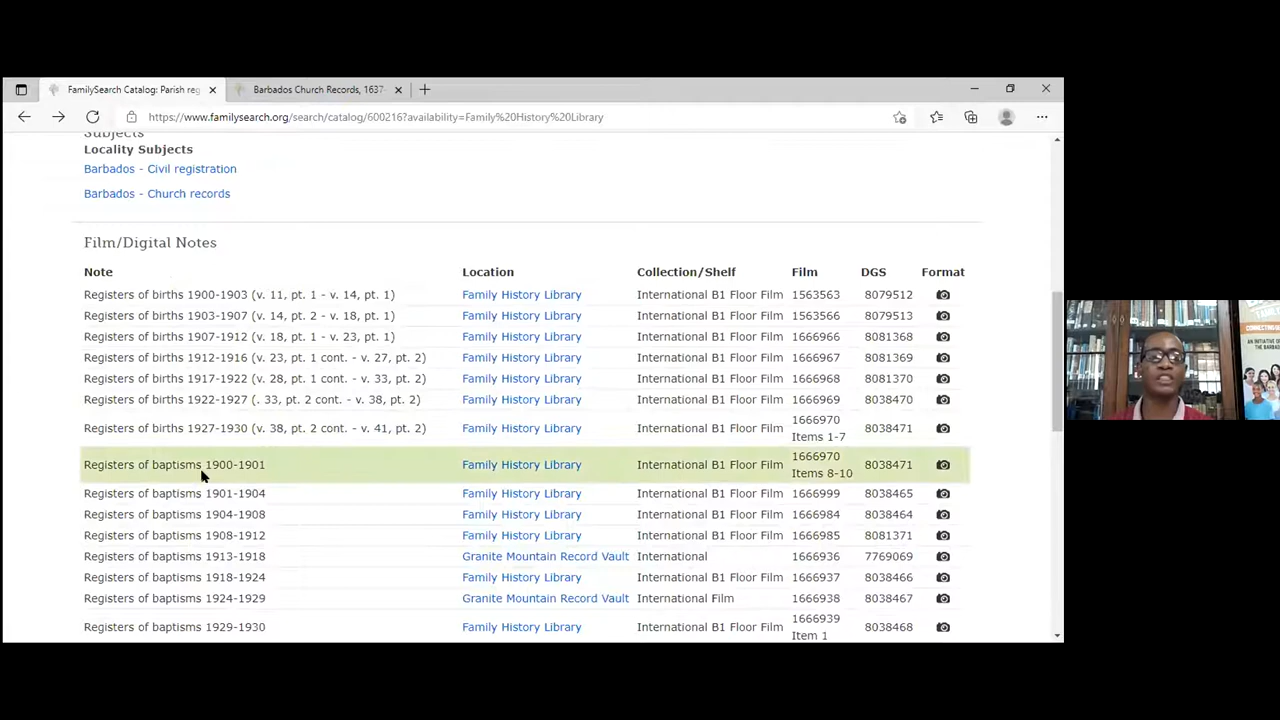 FamilySearch Catalog: Parish reg
Barbados Church Records, 1637-
https://www.familysearch.org/search/catalog/600216?availability=Family%20History%20Library
Subjects
Locality Subjects
Barbados - Civil registration
Barbados - Church records
Film/Digital Notes
Note Location Collection/Shelf Film DGS Format
Registers of births 1900-1903 (v. 11, pt. 1 - v. 14, pt. 1) Family History Library International B1 Floor Film 1563563 8079512
Registers of births 1903-1907 (v. 14, pt. 2 - v. 18, pt. 1) Family History Library International B1 Floor Film 1563566 8079513
Registers of births 1907-1912 (v. 18, pt. 1 - v. 23, pt. 1) Family History Library International B1 Floor Film 1666966 8081368
Registers of births 1912-1916 (v. 23, pt. 1 cont. - v. 27, pt. 2) Family History Library International B1 Floor Film 1666967 8081369
Registers of births 1917-1922 (v. 28, pt. 1 cont. - v. 33, pt. 2) Family History Library International B1 Floor Film 1666968 8081370
Registers of births 1922-1927 (. 33, pt. 2 cont. - v. 38, pt. 2) Family History Library International B1 Floor Film 1666969 8038470
Registers of births 1927-1930 (v. 38, pt. 2 cont. - v. 41, pt. 2) Family History Library International B1 Floor Film 1666970 Items 1-7 8038471
Registers of baptisms 1900-1901 Family History Library International B1 Floor Film 1666970 Items 8-10 8038471
Registers of baptisms 1901-1904 Family History Library International B1 Floor Film 1666999 8038465
Registers of baptisms 1904-1908 Family History Library International B1 Floor Film 1666984 8038464
Registers of baptisms 1908-1912 Family History Library International B1 Floor Film 1666985 8081371
Registers of baptisms 1913-1918 Granite Mountain Record Vault International 1666936 7769069
Registers of baptisms 1918-1924 Family History Library International B1 Floor Film 1666937 8038466
Registers of baptisms 1924-1929 Granite Mountain Record Vault International Film 1666938 8038467
Registers of baptisms 1929-1930 Family History Library International B1 Floor Film 1666939 Item 1 8038468
AN INITIATIVE OF
THE BARBAD